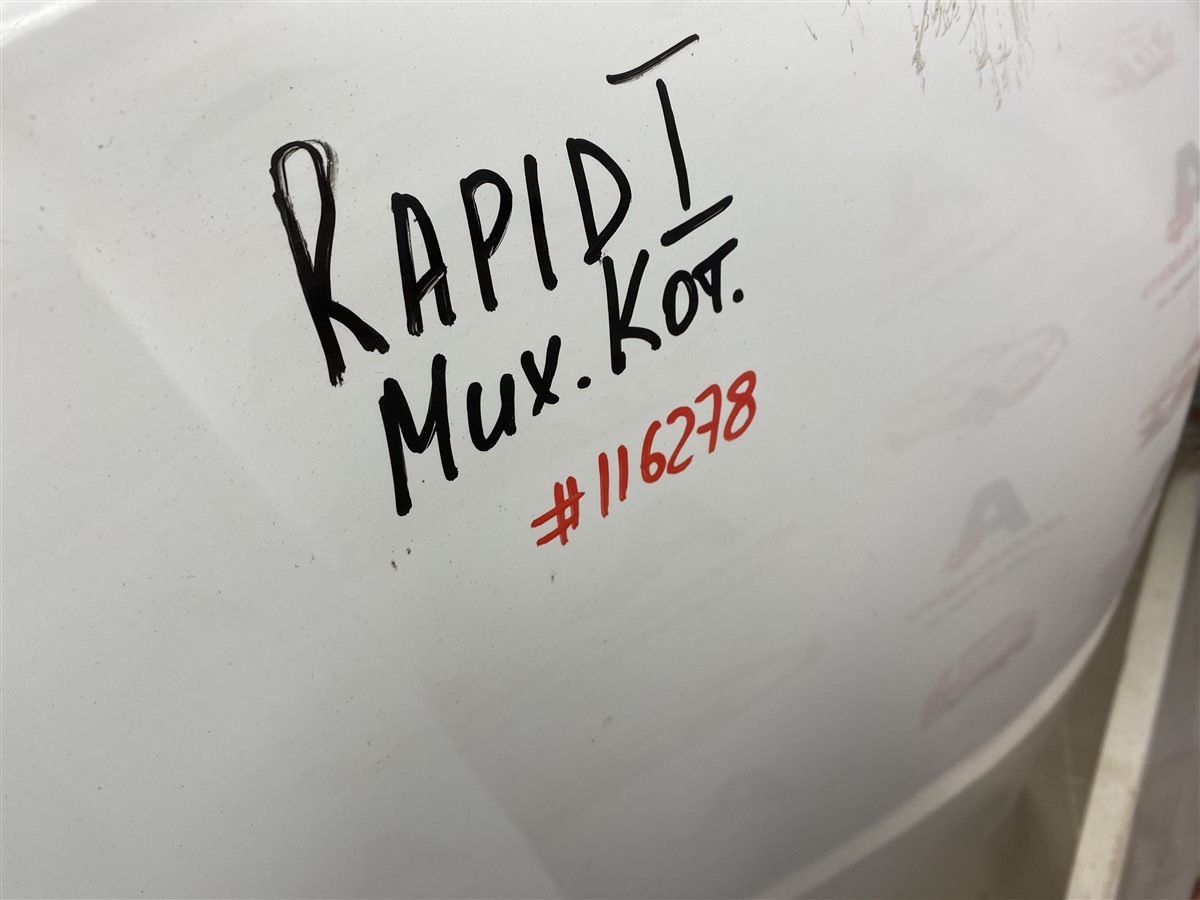 RAPID I
Мих. Кот.
#116278